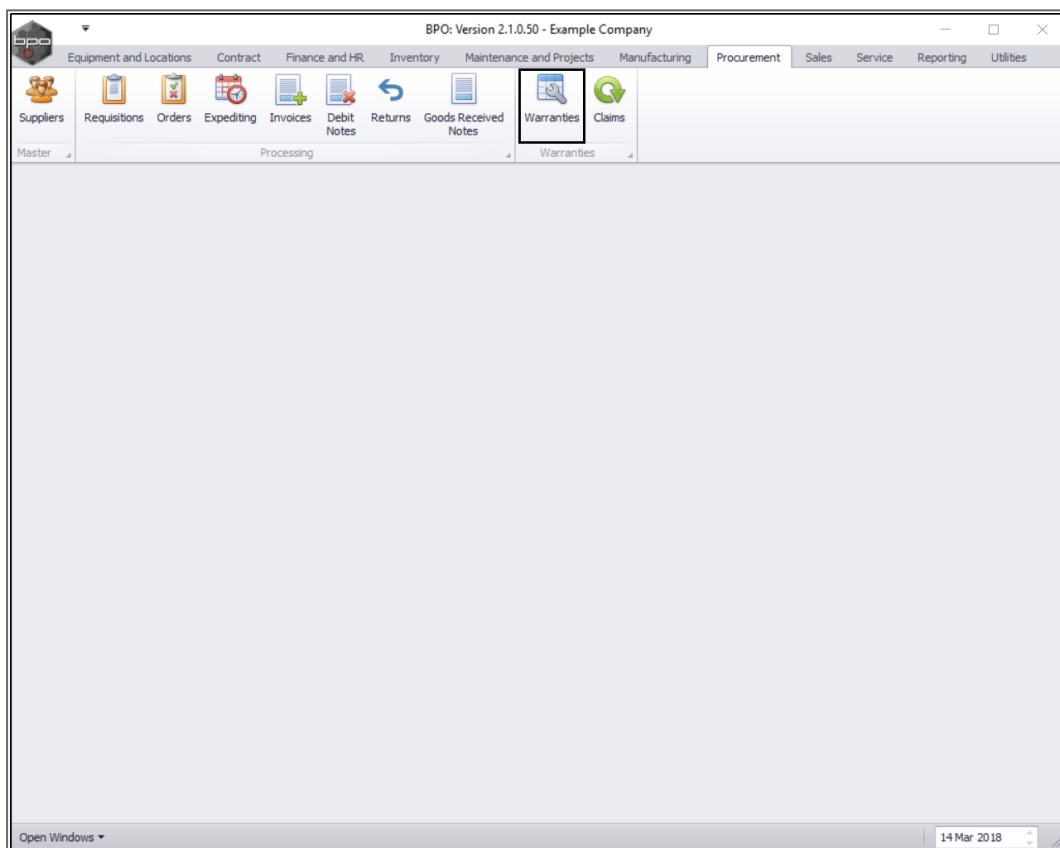 bpo
BPO: Version 2.1.0.50 - Example Company
Equipment and Locations Contract Finance and HR Inventory Maintenance and Projects Manufacturing Procurement Sales Service Reporting Utilities
Suppliers Requisitions Orders Expediting Invoices Debit Returns Goods Received Warranties Claims
Notes Notes
Master Processing Warranties
Open Windows 14 Mar 2018